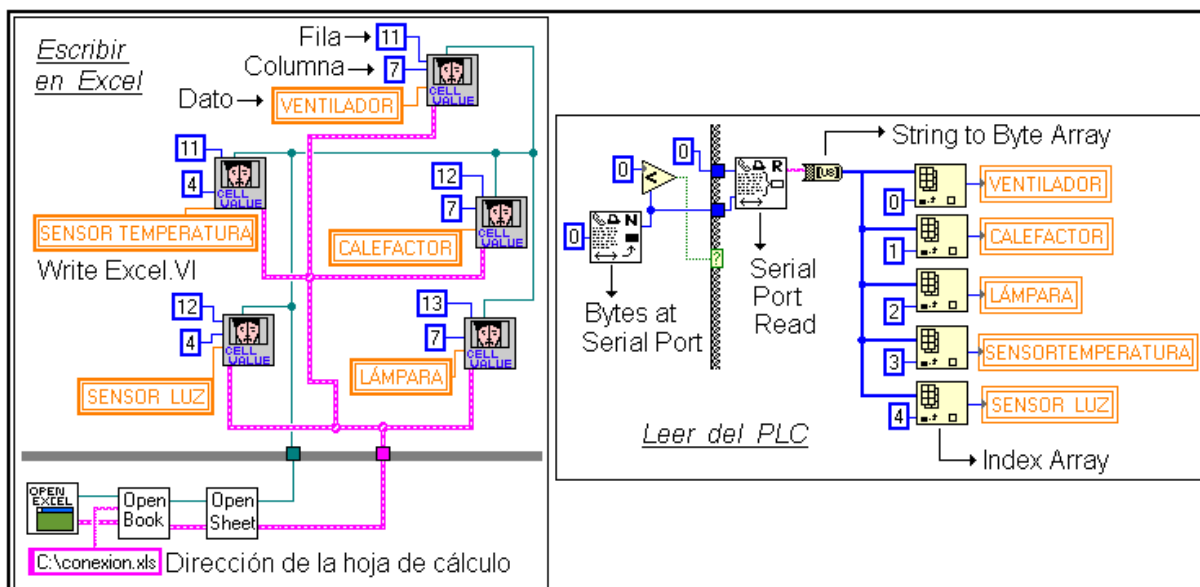 Escribir
en Excel
Fila
11
Columna
7
Dato
VENTILADOR
CELL
VALUE
11
4
CELL
VALUE
SENSOR TEMPERATURA
Write Excel.VI
12
7
CELL
VALUE
CALEFACTOR
12
4
CELL
VALUE
SENSOR LUZ
13
7
CELL
VALUE
LÁMPARA
OPEN
EXCEL
Open
Book
Open
Sheet
C:\conexion.xls
Dirección de la hoja de cálculo
0
<
0
N
Bytes at
Serial Port
?
0
R
Serial
Port
Read
[U8]
String to Byte Array
0
VENTILADOR
1
CALEFACTOR
2
LÁMPARA
3
SENSORTEMPERATURA
4
SENSOR LUZ
Index Array
Leer del PLC